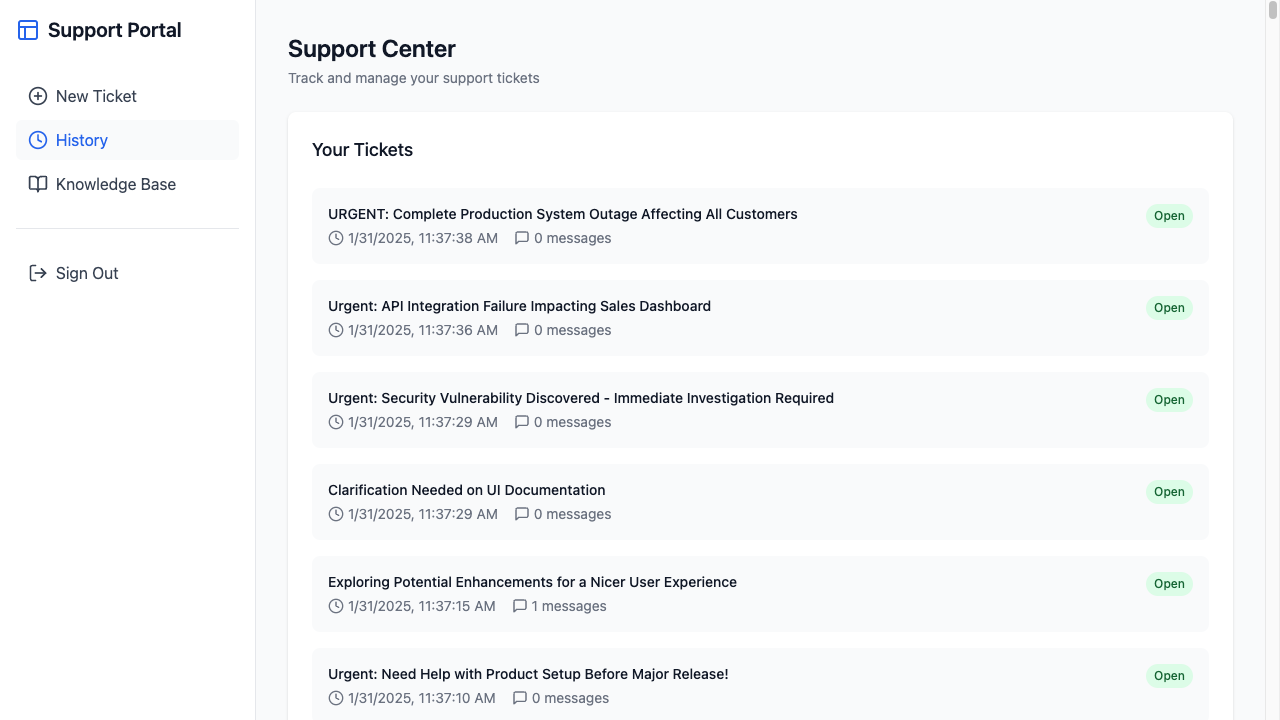 Support Portal
New Ticket
History
Knowledge Base
Sign Out
Support Center
Track and manage your support tickets
Your Tickets
URGENT: Complete Production System Outage Affecting All Customers
Open
1/31/2025, 11:37:38 AM 0 messages
Urgent: API Integration Failure Impacting Sales Dashboard
Open
1/31/2025, 11:37:36 AM 0 messages
Urgent: Security Vulnerability Discovered - Immediate Investigation Required
Open
1/31/2025, 11:37:29 AM 0 messages
Clarification Needed on UI Documentation
Open
1/31/2025, 11:37:29 AM 0 messages
Exploring Potential Enhancements for a Nicer User Experience
Open
1/31/2025, 11:37:15 AM 1 messages
Urgent: Need Help with Product Setup Before Major Release!
Open
1/31/2025, 11:37:10 AM 0 messages